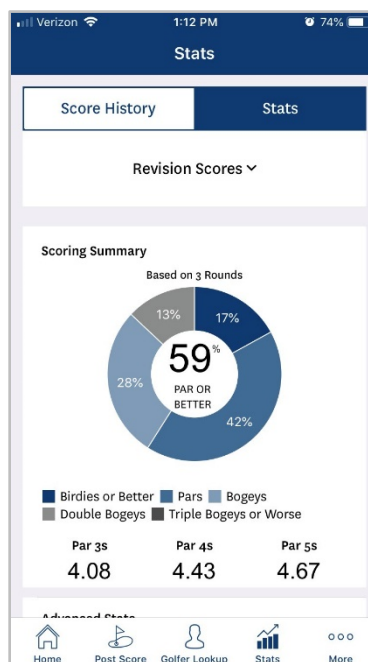 Verizon 1:12 PM 74%
Stats
Score History Stats
Revision Scores
Scoring Summary
Based on 3 Rounds
13% 17%
59%
PAR OR
BETTER
28%
42%
Birdies or Better Pars Bogeys
Double Bogeys Triple Bogeys or Worse
Par 3s Par 4s Par 5s
4.08 4.43 4.67
Advanced Stats
Home Post Score Golfer Lookup Stats More